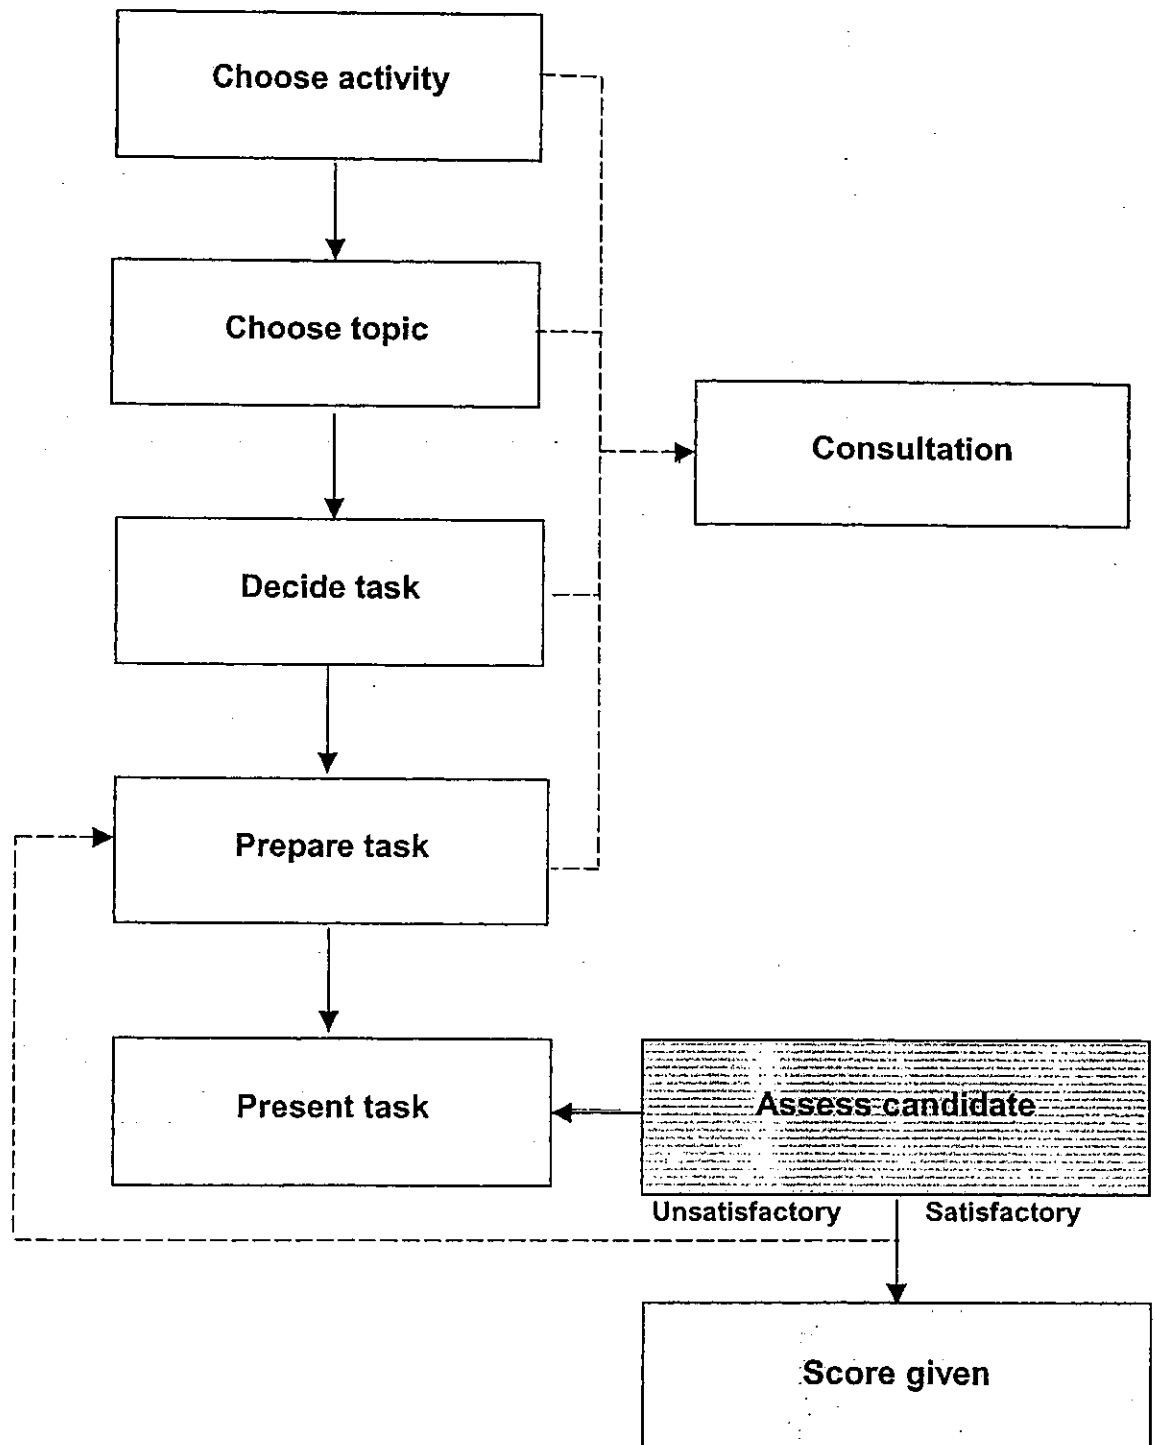 Choose activity
Choose topic
Consultation
Decide task
Prepare task
Present task
Assess candidate
Unsatisfactory
Satisfactory
Score given